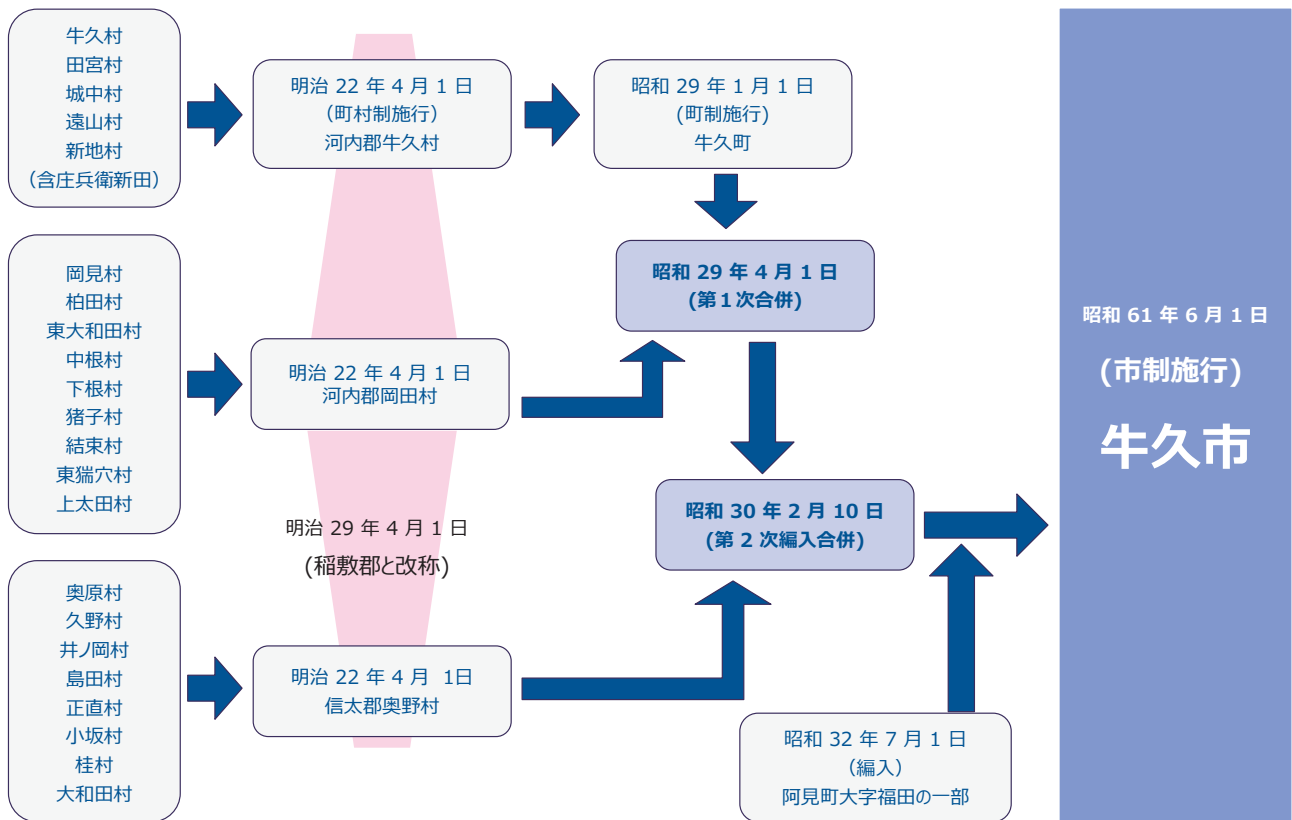 牛久村
田宮村
城中村
遠山村
新地村
(含庄兵衛新田)
明治 22 年 4 月 1 日
(町村制施行)
河内郡牛久村
昭和 29 年 1 月 1 日
(町制施行)
牛久町
昭和 29 年 4 月 1 日
(第１次合併)
岡見村
柏田村
東大和田村
中根村
下根村
猪子村
結束村
東猯穴村
上太田村
明治 22 年 4 月 1 日
河内郡岡田村
明治 29 年 4 月 1 日
(稲敷郡と改称)
昭和 30 年 2 月 10 日
(第 2 次編入合併)
奥原村
久野村
井ノ岡村
島田村
正直村
小坂村
桂村
大和田村
明治 22 年 4 月 1日
信太郡奥野村
昭和 32 年 7 月 1 日
(編入)
阿見町大字福田の一部
昭和 61 年 6 月 1 日
(市制施行)
牛久市